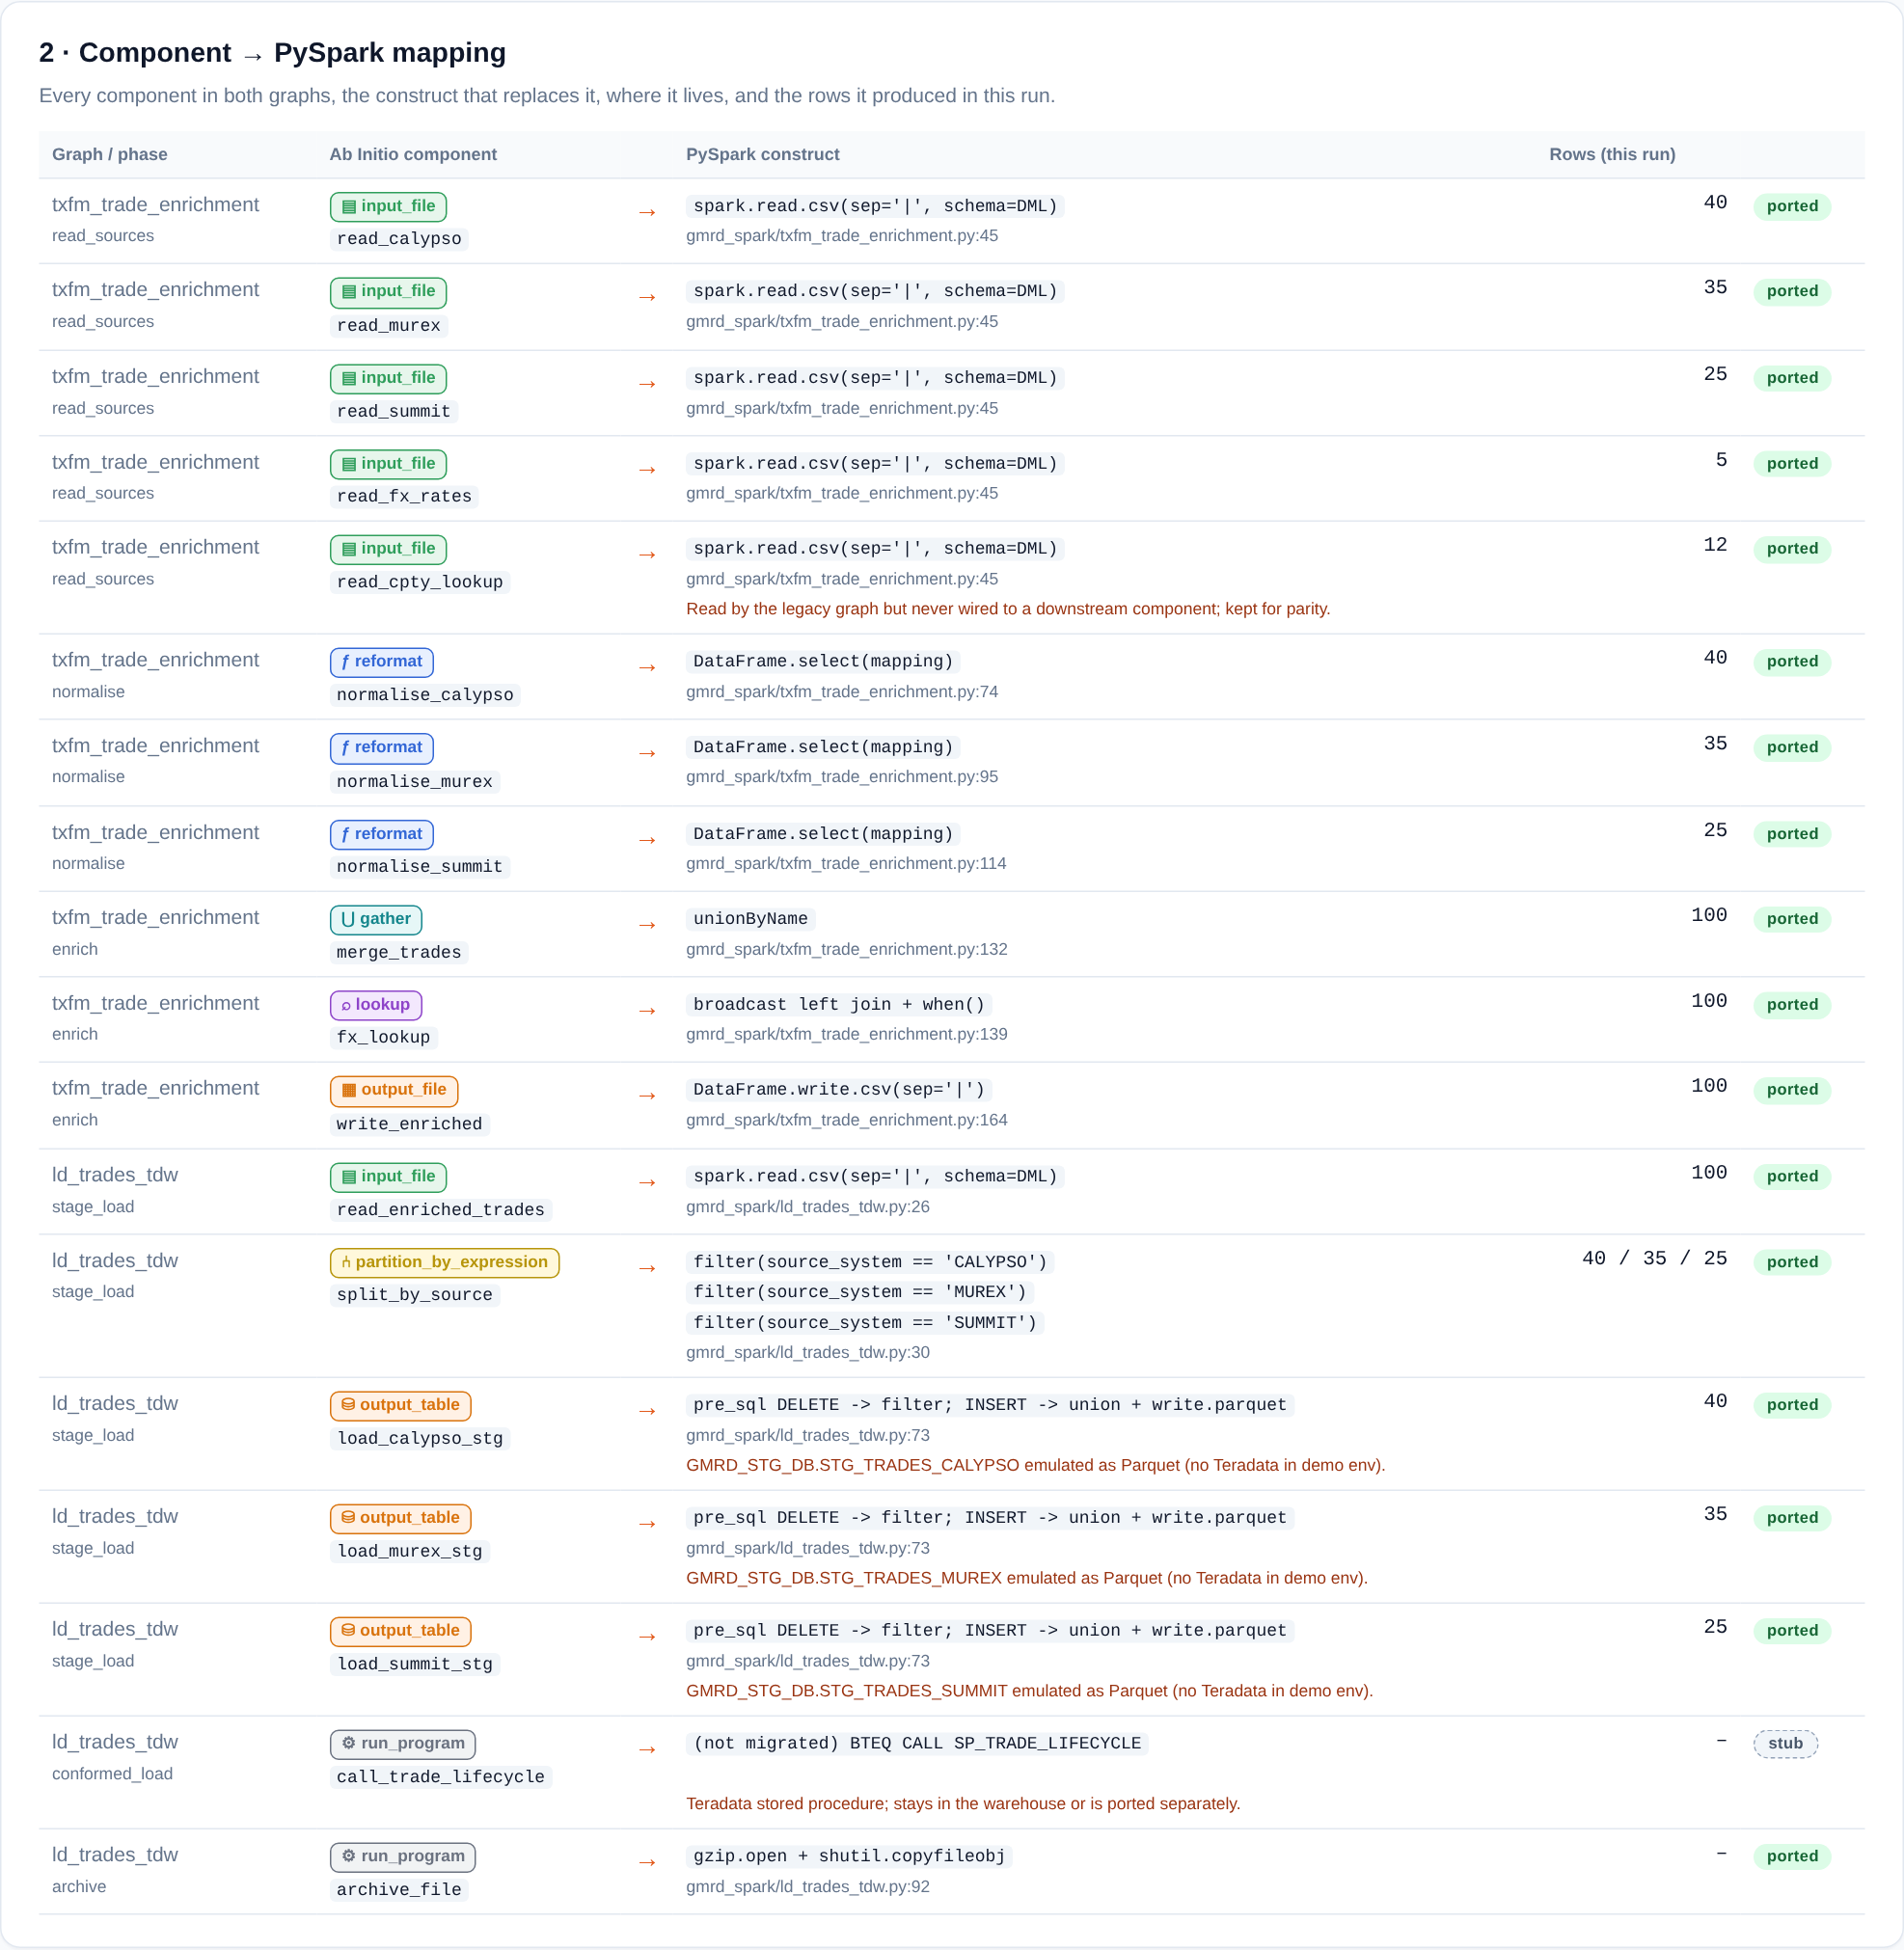 2 · Component → PySpark mapping
Every component in both graphs, the construct that replaces it, where it lives, and the rows it produced in this run.
Graph / phase Ab Initio component PySpark construct Rows (this run)
txfm_trade_enrichment input_file → spark.read.csv(sep='|', schema=DML) 40 ported
read_sources read_calypso gmrd_spark/txfm_trade_enrichment.py:45
txfm_trade_enrichment input_file → spark.read.csv(sep='|', schema=DML) 35 ported
read_sources read_murex gmrd_spark/txfm_trade_enrichment.py:45
txfm_trade_enrichment input_file → spark.read.csv(sep='|', schema=DML) 25 ported
read_sources read_summit gmrd_spark/txfm_trade_enrichment.py:45
txfm_trade_enrichment input_file → spark.read.csv(sep='|', schema=DML) 5 ported
read_sources read_fx_rates gmrd_spark/txfm_trade_enrichment.py:45
txfm_trade_enrichment input_file → spark.read.csv(sep='|', schema=DML) 12 ported
read_sources read_cpty_lookup gmrd_spark/txfm_trade_enrichment.py:45
Read by the legacy graph but never wired to a downstream component; kept for parity.
txfm_trade_enrichment ƒ reformat → DataFrame.select(mapping) 40 ported
normalise normalise_calypso gmrd_spark/txfm_trade_enrichment.py:74
txfm_trade_enrichment ƒ reformat → DataFrame.select(mapping) 35 ported
normalise normalise_murex gmrd_spark/txfm_trade_enrichment.py:95
txfm_trade_enrichment ƒ reformat → DataFrame.select(mapping) 25 ported
normalise normalise_summit gmrd_spark/txfm_trade_enrichment.py:114
txfm_trade_enrichment ⋃ gather → unionByName 100 ported
enrich merge_trades gmrd_spark/txfm_trade_enrichment.py:132
txfm_trade_enrichment ⌕ lookup → broadcast left join + when() 100 ported
enrich fx_lookup gmrd_spark/txfm_trade_enrichment.py:139
txfm_trade_enrichment output_file → DataFrame.write.csv(sep='|') 100 ported
enrich write_enriched gmrd_spark/txfm_trade_enrichment.py:164
ld_trades_tdw input_file → spark.read.csv(sep='|', schema=DML) 100 ported
stage_load read_enriched_trades gmrd_spark/ld_trades_tdw.py:26
ld_trades_tdw partition_by_expression → filter(source_system == 'CALYPSO') 40 / 35 / 25 ported
stage_load split_by_source filter(source_system == 'MUREX')
filter(source_system == 'SUMMIT')
gmrd_spark/ld_trades_tdw.py:30
ld_trades_tdw output_table → pre_sql DELETE -> filter; INSERT -> union + write.parquet 40 ported
stage_load load_calypso_stg gmrd_spark/ld_trades_tdw.py:73
GMRD_STG_DB.STG_TRADES_CALYPSO emulated as Parquet (no Teradata in demo env).
ld_trades_tdw output_table → pre_sql DELETE -> filter; INSERT -> union + write.parquet 35 ported
stage_load load_murex_stg gmrd_spark/ld_trades_tdw.py:73
GMRD_STG_DB.STG_TRADES_MUREX emulated as Parquet (no Teradata in demo env).
ld_trades_tdw output_table → pre_sql DELETE -> filter; INSERT -> union + write.parquet 25 ported
stage_load load_summit_stg gmrd_spark/ld_trades_tdw.py:73
GMRD_STG_DB.STG_TRADES_SUMMIT emulated as Parquet (no Teradata in demo env).
ld_trades_tdw ⚙ run_program → (not migrated) BTEQ CALL SP_TRADE_LIFECYCLE – stub
conformed_load call_trade_lifecycle
Teradata stored procedure; stays in the warehouse or is ported separately.
ld_trades_tdw ⚙ run_program → gzip.open + shutil.copyfileobj – ported
archive archive_file gmrd_spark/ld_trades_tdw.py:92